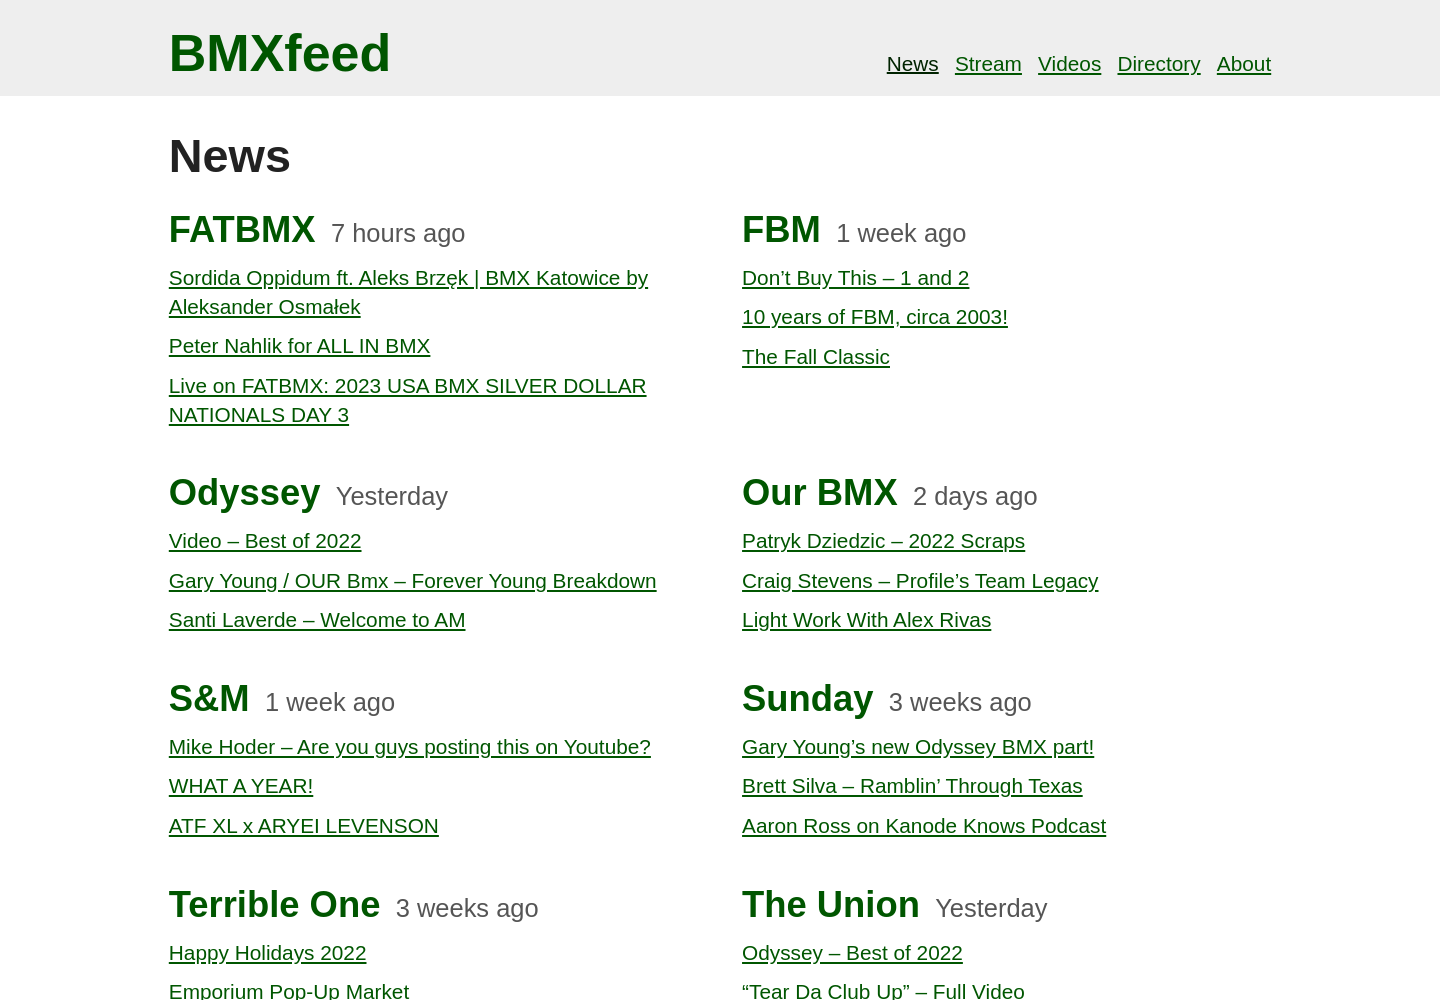 BMXfeed
News Stream Videos Directory About
News
FATBMX 7 hours ago
Sordida Oppidum ft. Aleks Brzęk | BMX Katowice by
Aleksander Osmałek
Peter Nahlik for ALL IN BMX
Live on FATBMX: 2023 USA BMX SILVER DOLLAR
NATIONALS DAY 3
FBM 1 week ago
Don’t Buy This – 1 and 2
10 years of FBM, circa 2003!
The Fall Classic
Odyssey Yesterday
Video – Best of 2022
Gary Young / OUR Bmx – Forever Young Breakdown
Santi Laverde – Welcome to AM
Our BMX 2 days ago
Patryk Dziedzic – 2022 Scraps
Craig Stevens – Profile’s Team Legacy
Light Work With Alex Rivas
S&M 1 week ago
Mike Hoder – Are you guys posting this on Youtube?
WHAT A YEAR!
ATF XL x ARYEI LEVENSON
Sunday 3 weeks ago
Gary Young’s new Odyssey BMX part!
Brett Silva – Ramblin’ Through Texas
Aaron Ross on Kanode Knows Podcast
Terrible One 3 weeks ago
Happy Holidays 2022
Emporium Pop-Up Market
The Union Yesterday
Odyssey – Best of 2022
“Tear Da Club Up” – Full Video